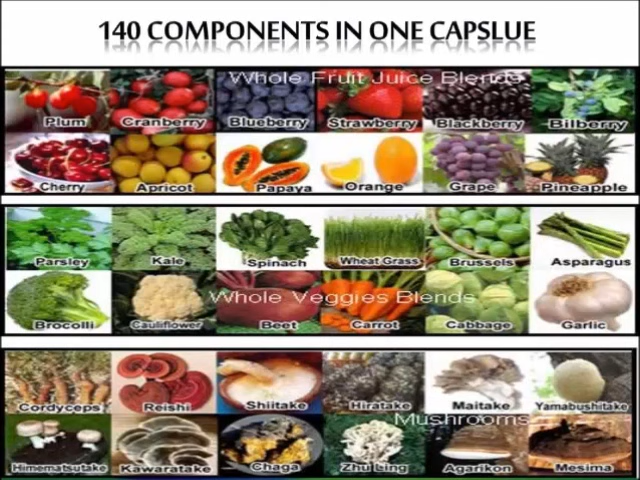 140 COMPONENTS IN ONE CAPSLUE
Whole Fruit Juice Blends
Plum Cranberry Blueberry Strawberry Blackberry Bilberry
Cherry Apricot Papaya Orange Grape Pineapple
Parsley Kale Spinach Wheat Grass Brussels Asparagus
Whole Veggies Blends
Brocolli Cauliflower Beet Carrot Cabbage Garlic
Cordyceps Reishi Shiitake Hiratake Maitake Yamabushitake
Mushrooms
Himematsutake Kawaratake Chaga Zhu Ling Agarikon Mesima